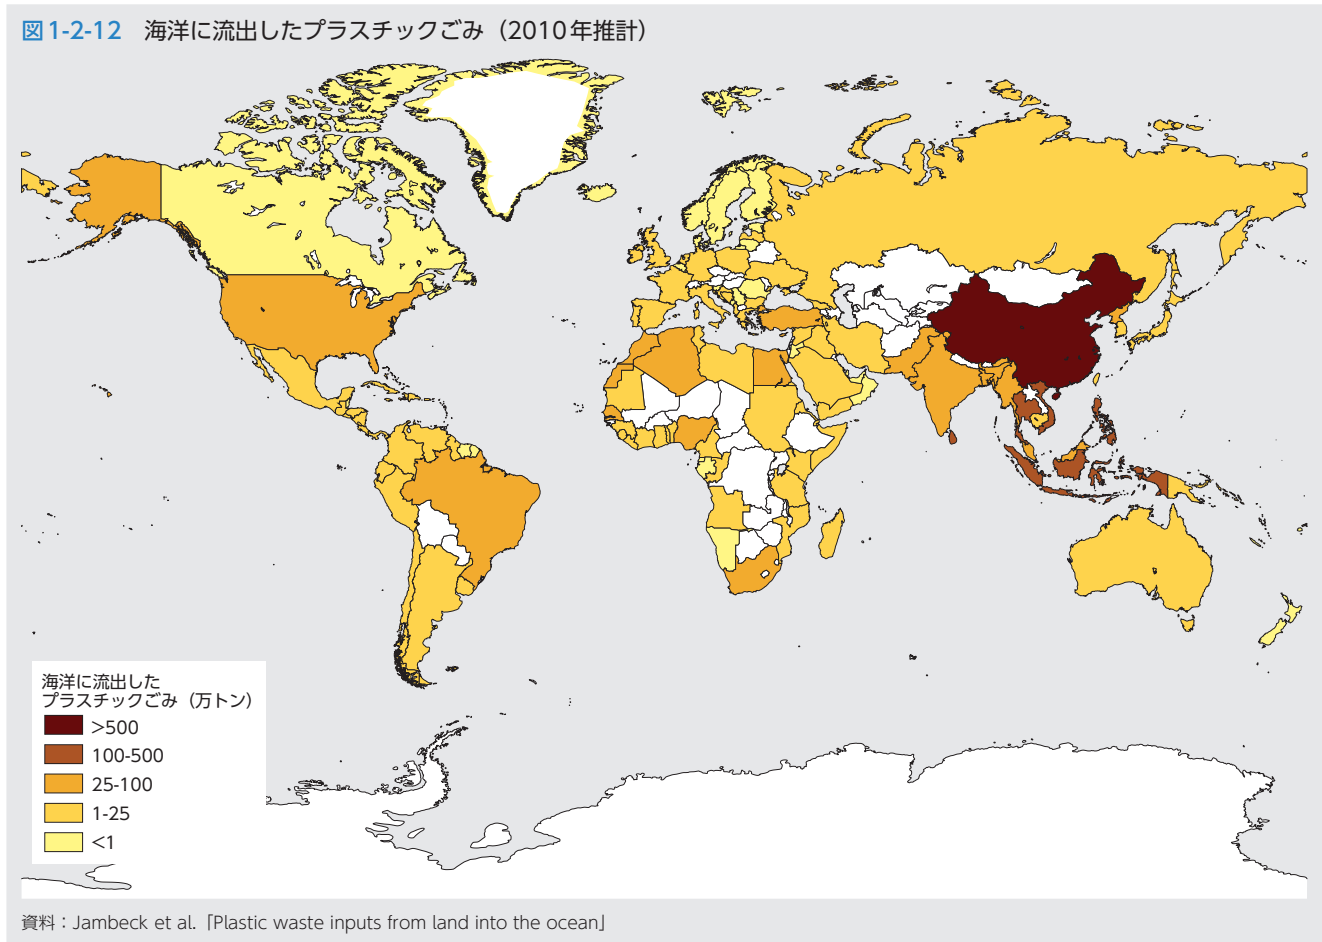 図1-2-12 海洋に流出したプラスチックごみ（2010年推計）
海洋に流出した
プラスチックごみ（万トン）
>500
100-500
25-100
1-25
<1
資料：Jambeck et al.「Plastic waste inputs from land into the ocean」